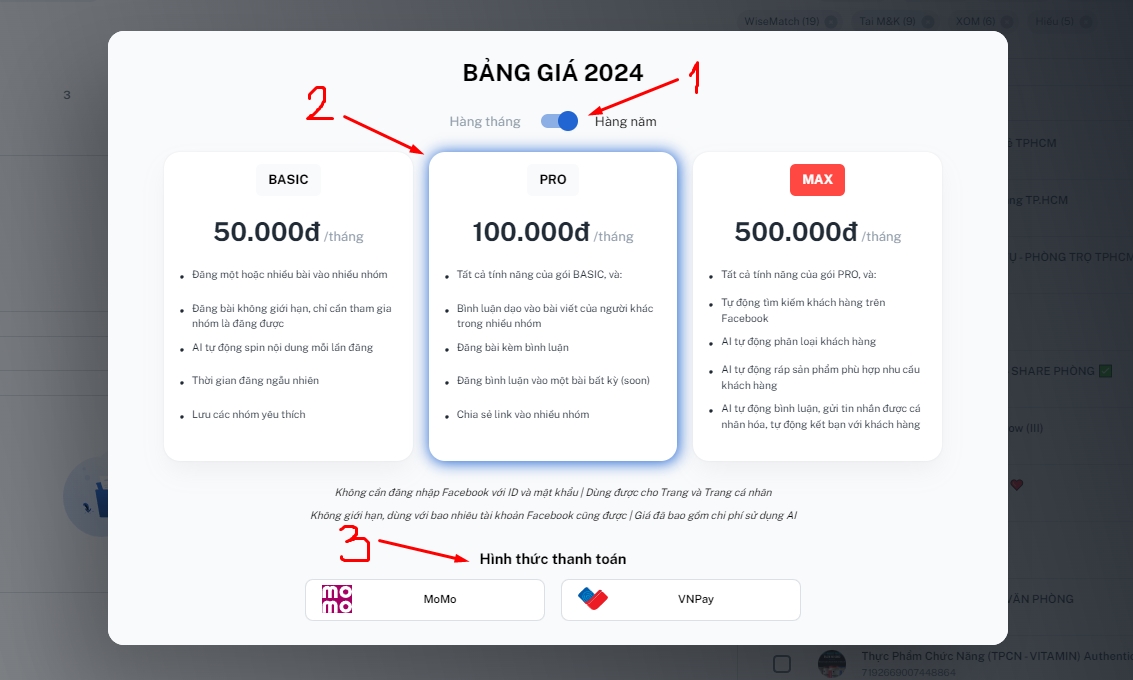 WiseMatch (19) Tai M&K (9) XOM (6) Hiếu (5)
BẢNG GIÁ 2024
1
2
3
Hàng tháng Hàng năm
TPHCM
BASIC
50.000đ /tháng
Đăng một hoặc nhiều bài vào nhiều nhóm
Đăng bài không giới hạn, chỉ cần tham gia
nhóm là đăng được
AI tự động spin nội dung mỗi lần đăng
Thời gian đăng ngẫu nhiên
Lưu các nhóm yêu thích
PRO
100.000đ /tháng
Tất cả tính năng của gói BASIC, và:
Bình luận dạo vào bài viết của người khác
trong nhiều nhóm
Đăng bài kèm bình luận
Đăng bình luận vào một bài bất kỳ (soon)
Chia sẻ link vào nhiều nhóm
MAX
500.000đ /tháng
Tất cả tính năng của gói PRO, và:
Tự động tìm kiếm khách hàng trên
Facebook
AI tự động phân loại khách hàng
AI tự động ráp sản phẩm phù hợp nhu cầu
khách hàng
AI tự động bình luận, gửi tin nhắn được cá
nhân hóa, tự động kết bạn với khách hàng
ng TP.HCM
U - PHÒNG TRỌ TPHCM
SHARE PHÒNG ✅
ow (III)
Không cần đăng nhập Facebook với ID và mật khẩu | Dùng được cho Trang và Trang cá nhân
Không giới hạn, dùng với bao nhiêu tài khoản Facebook cũng được | Giá đã bao gồm chi phí sử dụng AI
3
Hình thức thanh toán
momo MoMo
VNPay
VĂN PHÒNG
Thực Phẩm Chức Năng (TPCN - VITAMIN) Authentic
7192669007448864